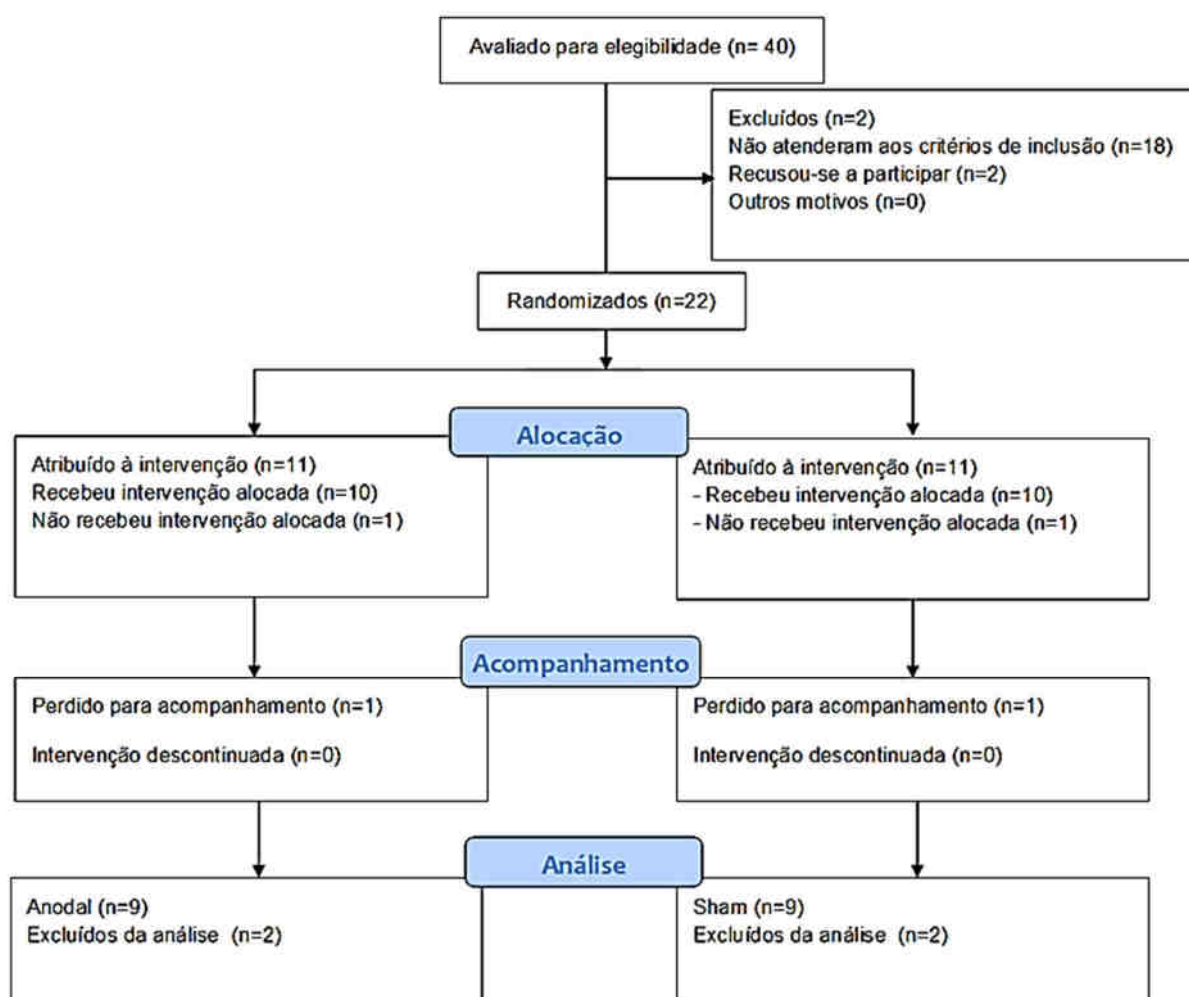 Avaliado para elegibilidade (n= 40)
Excluídos (n=2)
Não atenderam aos critérios de inclusão (n=18)
Recusou-se a participar (n=2)
Outros motivos (n=0)
Randomizados (n=22)
Alocação
Atribuído à intervenção (n=11)
Recebeu intervenção alocada (n=10)
Não recebeu intervenção alocada (n=1)
Atribuído à intervenção (n=11)
- Recebeu intervenção alocada (n=10)
- Não recebeu intervenção alocada (n=1)
Acompanhamento
Perdido para acompanhamento (n=1)
Intervenção descontinuada (n=0)
Perdido para acompanhamento (n=1)
Intervenção descontinuada (n=0)
Análise
Anodal (n=9)
Excluídos da análise (n=2)
Sham (n=9)
Excluídos da análise (n=2)